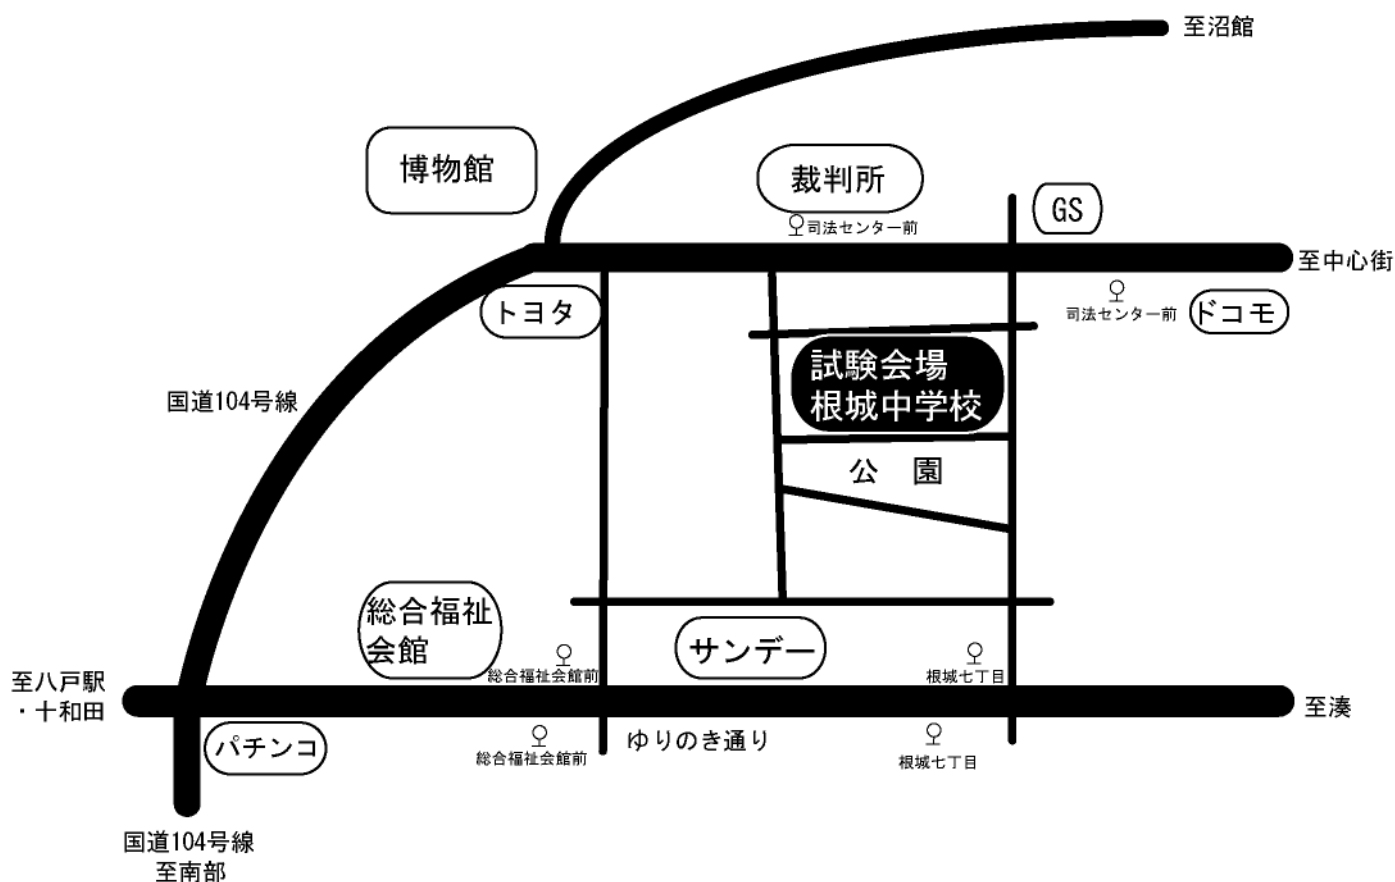 至沼館
博物館
裁判所
GS
司法センター前
至中心街
トヨタ
司法センター前
ドコモ
試験会場
根城中学校
国道104号線
公　園
総合福祉
会館
サンデー
総合福祉会館前
根城七丁目
至八戸駅
・十和田
至湊
パチンコ
ゆりのき通り
総合福祉会館前
根城七丁目
国道104号線
至南部